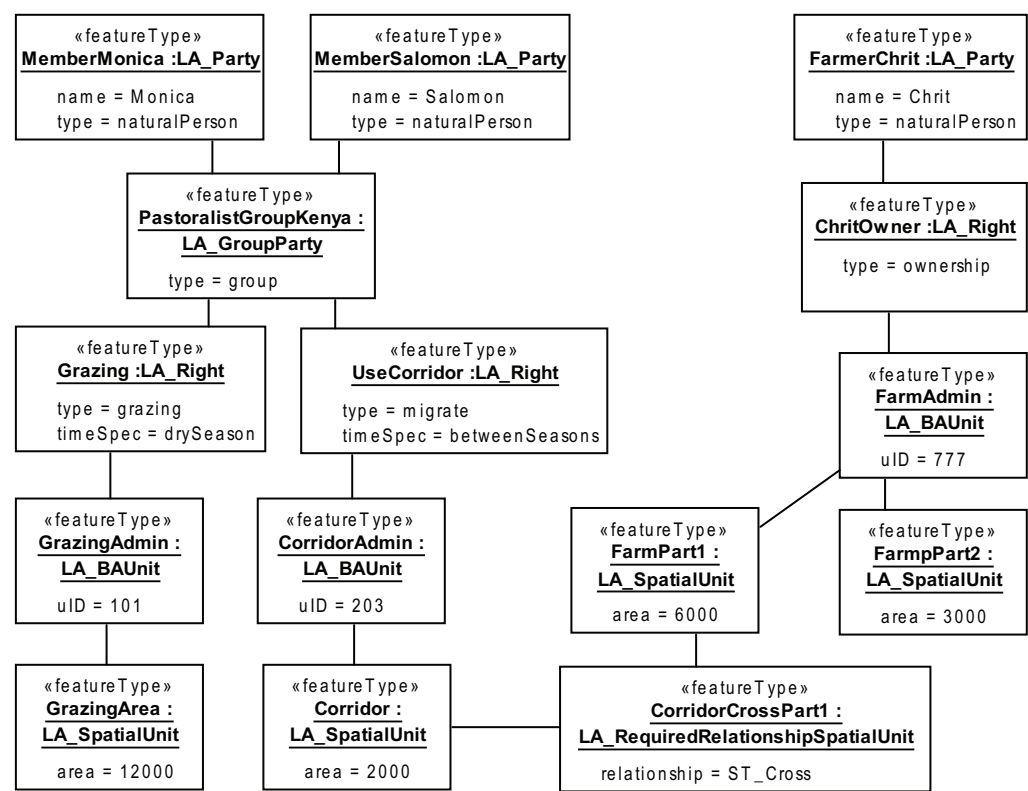 «featureType»
MemberMonica :LA_Party
name = Monica
type = naturalPerson
«featureType»
MemberSalomon :LA_Party
name = Salomon
type = naturalPerson
«featureType»
FarmerChrit :LA_Party
name = Chrit
type = naturalPerson
«featureType»
PastoralistGroupKenya :
LA_GroupParty
type = group
«featureType»
ChritOwner :LA_Right
type = ownership
«featureType»
Grazing :LA_Right
type = grazing
timeSpec = drySeason
«featureType»
UseCorridor :LA_Right
type = migrate
timeSpec = betweenSeasons
«featureType»
FarmAdmin :
LA_BAUnit
uID = 777
«featureType»
GrazingAdmin :
LA_BAUnit
uID = 101
«featureType»
CorridorAdmin :
LA_BAUnit
uID = 203
«featureType»
FarmPart1 :
LA_SpatialUnit
area = 6000
«featureType»
FarmpPart2 :
LA_SpatialUnit
area = 3000
«featureType»
GrazingArea :
LA_SpatialUnit
area = 12000
«featureType»
Corridor :
LA_SpatialUnit
area = 2000
«featureType»
CorridorCrossPart1 :
LA_RequiredRelationshipSpatialUnit
relationship = ST_Cross